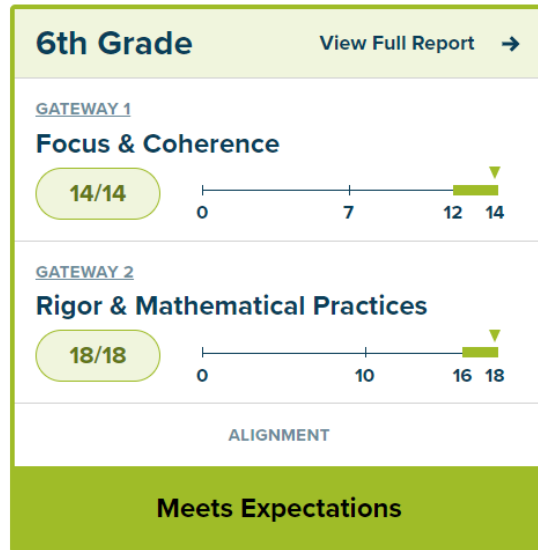 6th Grade View Full Report →
GATEWAY 1
Focus & Coherence
14/14
0 7 12 14
GATEWAY 2
Rigor & Mathematical Practices
18/18
0 10 16 18
ALIGNMENT
Meets Expectations